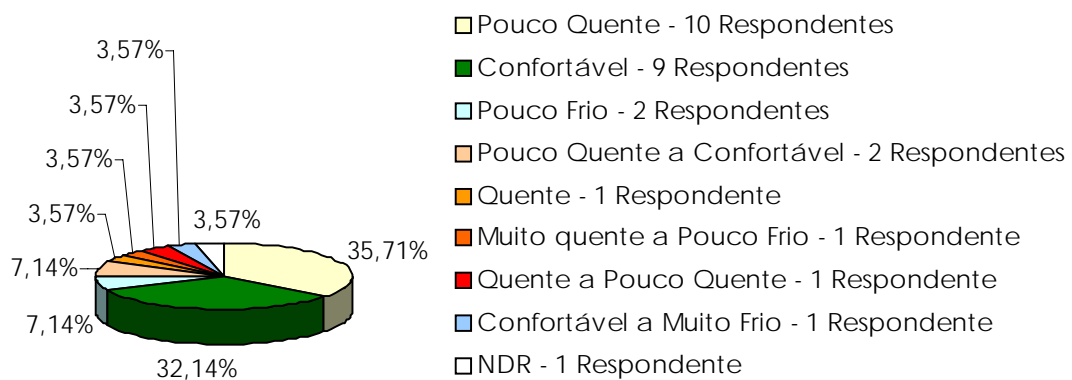 3,57%
3,57%
3,57%
3,57%
3,57%
7,14%
7,14%
32,14%
35,71%
Pouco Quente - 10 Respondentes
Confortável - 9 Respondentes
Pouco Frio - 2 Respondentes
Pouco Quente a Confortável - 2 Respondentes
Quente - 1 Respondente
Muito quente a Pouco Frio - 1 Respondente
Quente a Pouco Quente - 1 Respondente
Confortável a Muito Frio - 1 Respondente
NDR - 1 Respondente